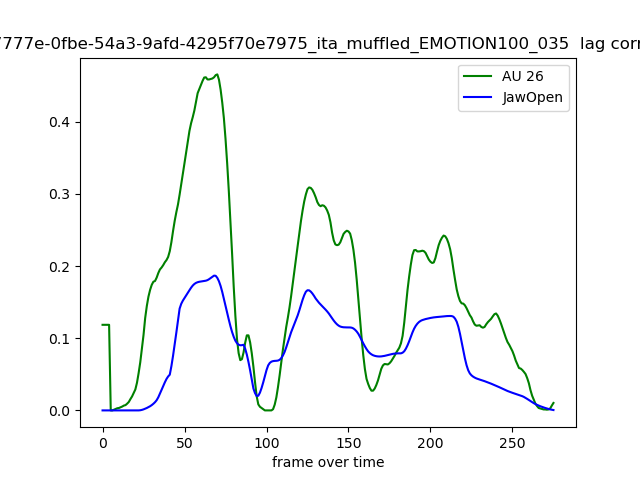 7777e-0fbe-54a3-9afd-4295f70e7975_ita_muffled_EMOTION100_035 lag corr
AU 26
JawOpen
0.4
0.3
0.2
0.1
0.0
0 50 100 150 200 250
frame over time